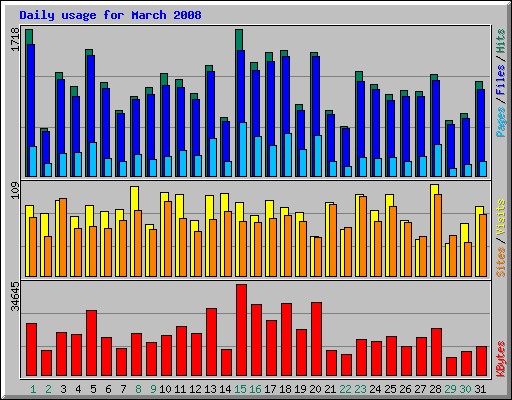 Daily usage for March 2008
1718
Pages / Files / Hits
109
Sites / Visits
34645
KBytes
1 2 3 4 5 6 7 8 9 10 11 12 13 14 15 16 17 18 19 20 21 22 23 24 25 26 27 28 29 30 31